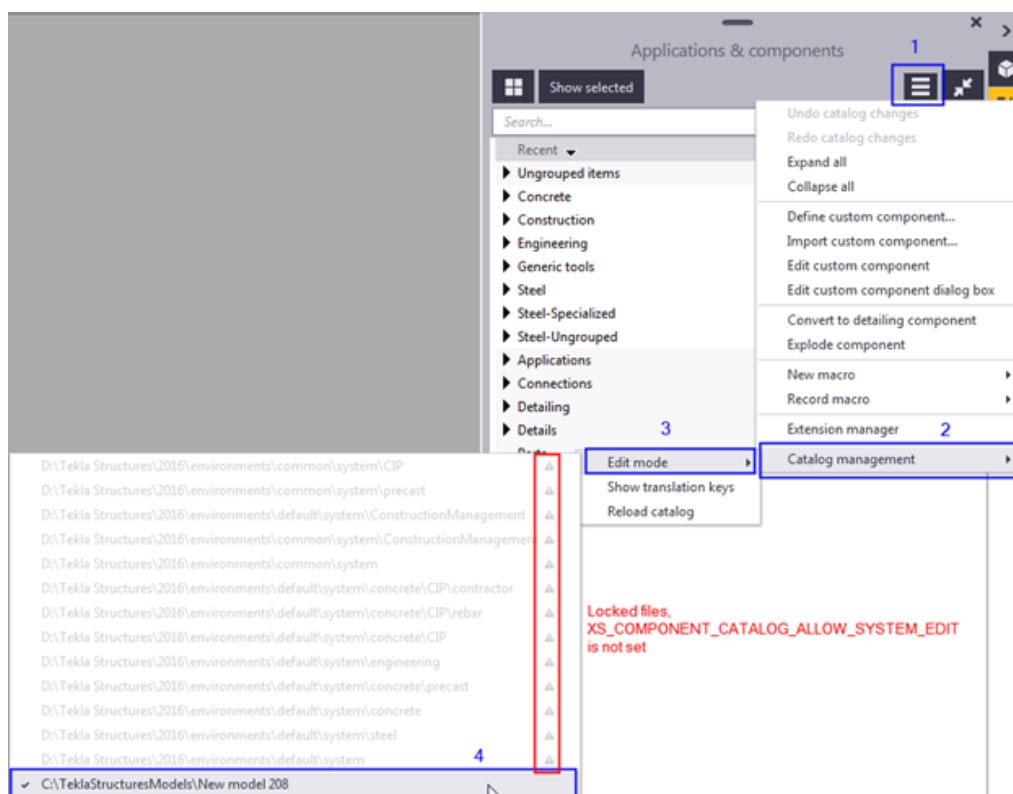 Applications & components
1
Show selected
Search...
Recent
Ungrouped items
Concrete
Construction
Engineering
Generic tools
Steel
Steel-Specialized
Steel-Ungrouped
Applications
Connections
Detailing
Details
Parts
Undo catalog changes
Redo catalog changes
Expand all
Collapse all
Define custom component...
Import custom component...
Edit custom component
Edit custom component dialog box
Convert to detailing component
Explode component
New macro
Record macro
Extension manager
2
Catalog management
3
Edit mode
Show translation keys
Reload catalog
D:\Tekla Structures\2016\environments\common\system\CIP
D:\Tekla Structures\2016\environments\common\system\precast
D:\Tekla Structures\2016\environments\default\system\ConstructionManagement
D:\Tekla Structures\2016\environments\common\system\ConstructionManagement
D:\Tekla Structures\2016\environments\common\system
D:\Tekla Structures\2016\environments\default\system\concrete\CIP\contractor
D:\Tekla Structures\2016\environments\default\system\concrete\CIP\rebar
D:\Tekla Structures\2016\environments\default\system\concrete\CIP
D:\Tekla Structures\2016\environments\default\system\engineering
D:\Tekla Structures\2016\environments\default\system\concrete\precast
D:\Tekla Structures\2016\environments\default\system\concrete
D:\Tekla Structures\2016\environments\default\system\steel
D:\Tekla Structures\2016\environments\default\system
4
C:\TeklaStructuresModels\New model 208
Locked files,
XS_COMPONENT_CATALOG_ALLOW_SYSTEM_EDIT
is not set